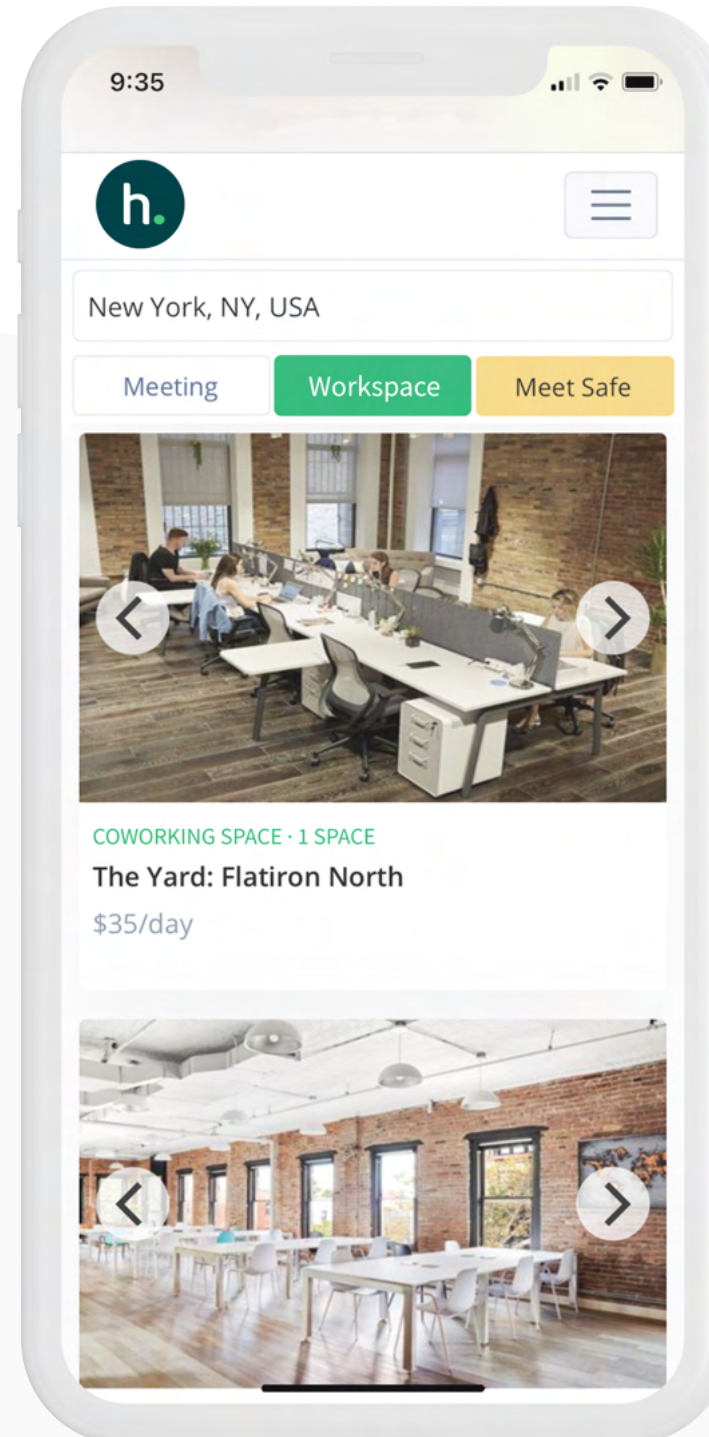 9:35
h.
New York, NY, USA
Meeting Workspace Meet Safe
COWORKING SPACE · 1 SPACE
The Yard: Flatiron North
$35/day